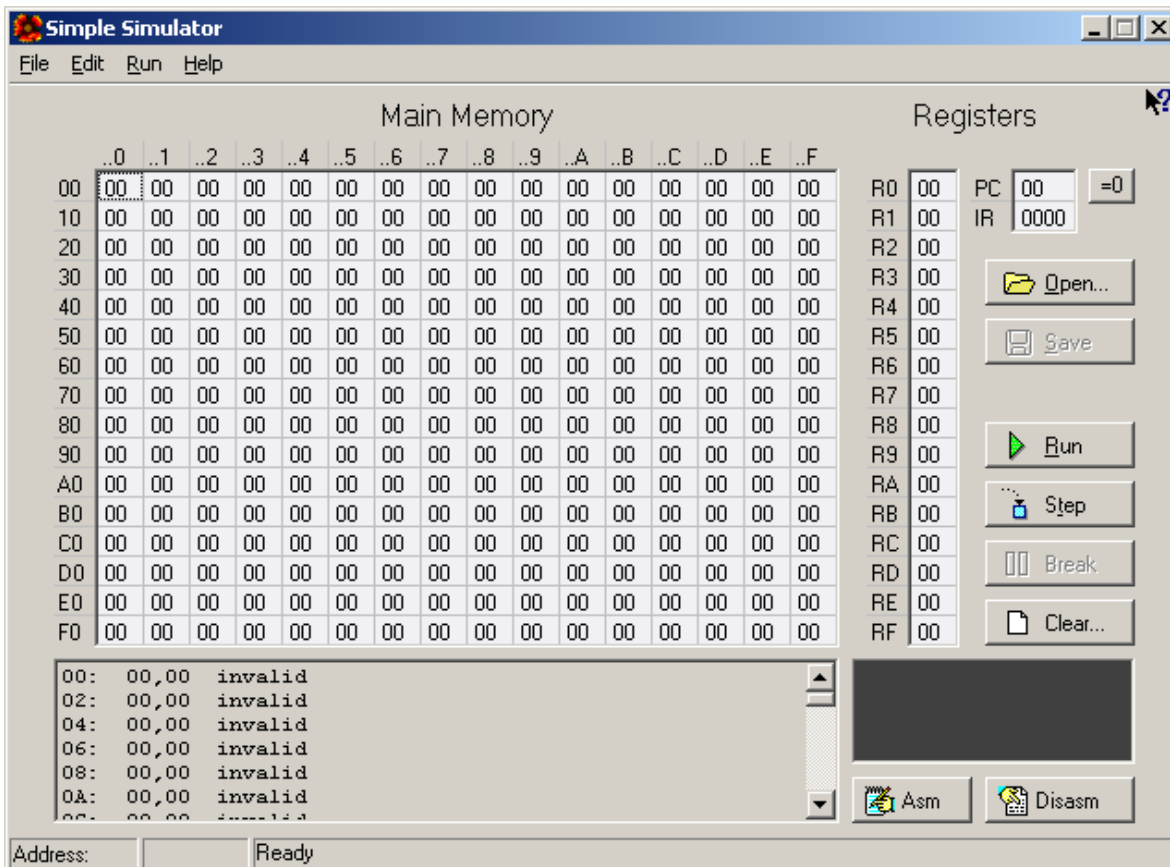 Simple Simulator
File Edit Run Help
Main Memory
Registers
..0 ..1 ..2 ..3 ..4 ..5 ..6 ..7 ..8 ..9 ..A ..B ..C ..D ..E ..F
00 00 00 00 00 00 00 00 00 00 00 00 00 00 00 00 00 R0 00 PC 00 =0
10 00 00 00 00 00 00 00 00 00 00 00 00 00 00 00 00 R1 00 IR 0000
20 00 00 00 00 00 00 00 00 00 00 00 00 00 00 00 00 R2 00
30 00 00 00 00 00 00 00 00 00 00 00 00 00 00 00 00 R3 00 Open...
40 00 00 00 00 00 00 00 00 00 00 00 00 00 00 00 00 R4 00
50 00 00 00 00 00 00 00 00 00 00 00 00 00 00 00 00 R5 00 Save
60 00 00 00 00 00 00 00 00 00 00 00 00 00 00 00 00 R6 00
70 00 00 00 00 00 00 00 00 00 00 00 00 00 00 00 00 R7 00
80 00 00 00 00 00 00 00 00 00 00 00 00 00 00 00 00 R8 00
90 00 00 00 00 00 00 00 00 00 00 00 00 00 00 00 00 R9 00 Run
A0 00 00 00 00 00 00 00 00 00 00 00 00 00 00 00 00 RA 00
B0 00 00 00 00 00 00 00 00 00 00 00 00 00 00 00 00 RB 00 Step
C0 00 00 00 00 00 00 00 00 00 00 00 00 00 00 00 00 RC 00
D0 00 00 00 00 00 00 00 00 00 00 00 00 00 00 00 00 RD 00 Break
E0 00 00 00 00 00 00 00 00 00 00 00 00 00 00 00 00 RE 00
F0 00 00 00 00 00 00 00 00 00 00 00 00 00 00 00 00 RF 00 Clear...
00: 00,00 invalid
02: 00,00 invalid
04: 00,00 invalid
06: 00,00 invalid
08: 00,00 invalid
0A: 00,00 invalid
Asm Disasm
Address: Ready